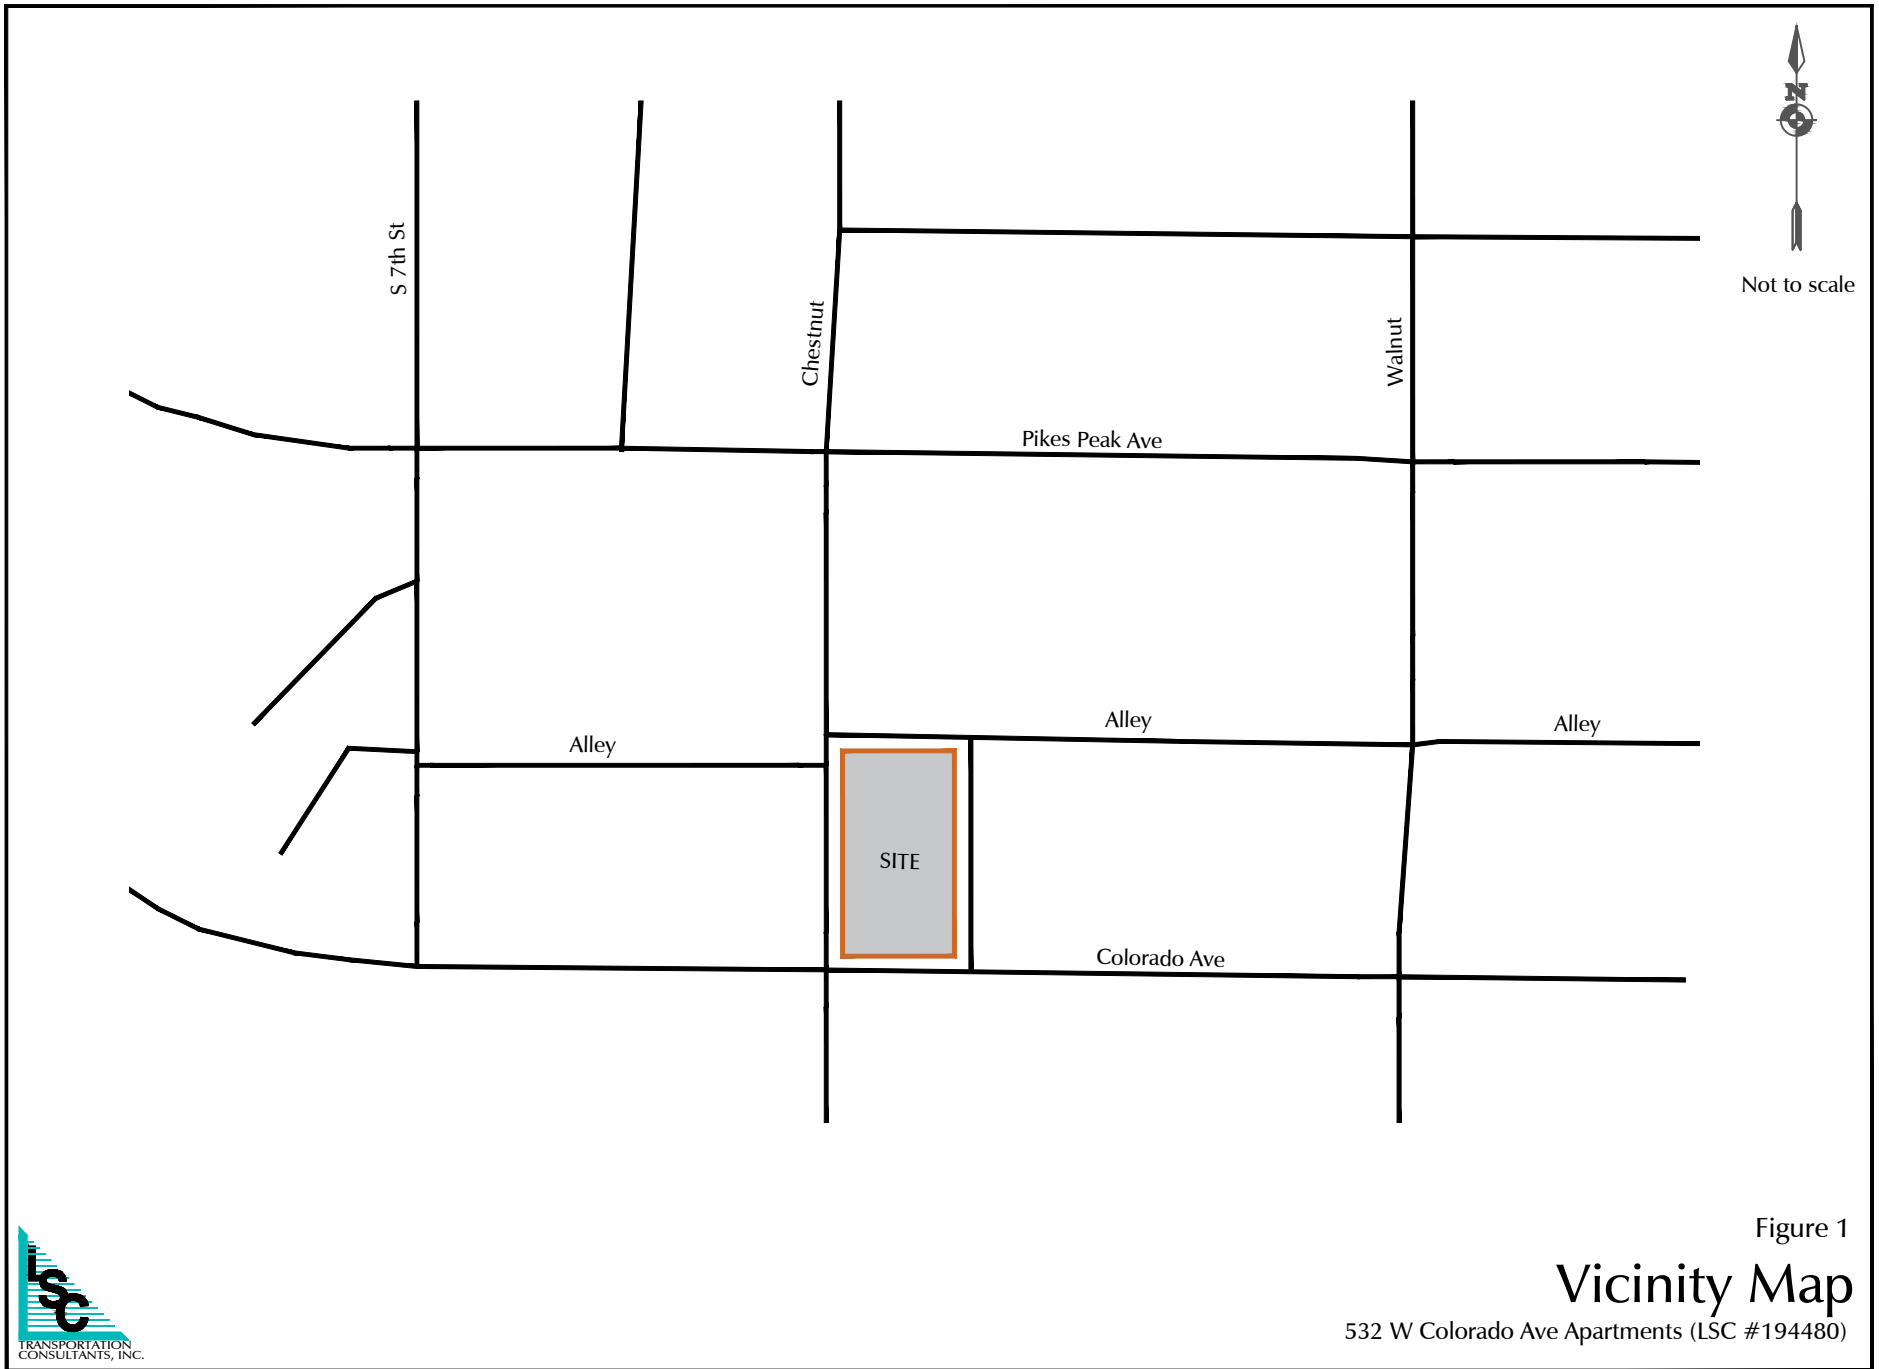 N
S 7th St
Chestnut
Walnut
Not to scale
Pikes Peak Ave
Alley
Alley
Alley
SITE
Colorado Ave
Figure 1
Vicinity Map
532 W Colorado Ave Apartments (LSC #194480)
LSC
TRANSPORTATION
CONSULTANTS, INC.